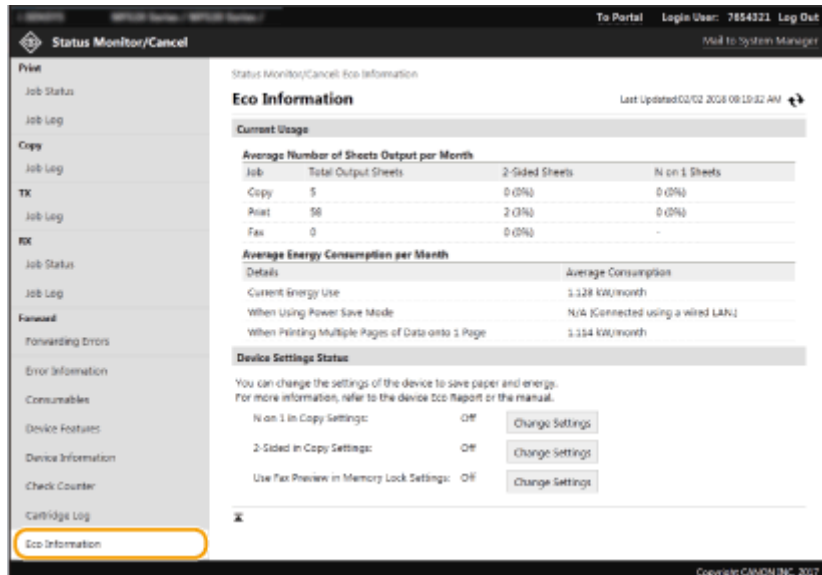 To Portal Login User: 7654321 Log Out
Status Monitor/Cancel
Mail to System Manager
Print
Job Status
Job Log
Copy
Job Log
TX
Job Log
RX
Job Status
Job Log
Forward
Forwarding Errors
Error Information
Consumables
Device Features
Device Information
Check Counter
Cartridge Log
Eco Information
Status Monitor/Cancel: Eco Information
Eco Information
Last Updated:02/02 2018 08:19:32 AM
Current Usage
Average Number of Sheets Output per Month
Job Total Output Sheets 2-Sided Sheets N on 1 Sheets
Copy 5 0 (0%) 0 (0%)
Print 56 2 (3%) 0 (0%)
Fax 0 0 (0%) -
Average Energy Consumption per Month
Details Average Consumption
Current Energy Use 1.128 kW/month
When Using Power Save Mode N/A (Connected using a wired LAN.)
When Printing Multiple Pages of Data onto 1 Page 1.114 kW/month
Device Settings Status
You can change the settings of the device to save paper and energy.
For more information, refer to the device Eco Report or the manual.
N on 1 in Copy Settings: Off Change Settings
2-Sided in Copy Settings: Off Change Settings
Use Fax Preview in Memory Lock Settings: Off Change Settings
Copyright CANON INC. 2017